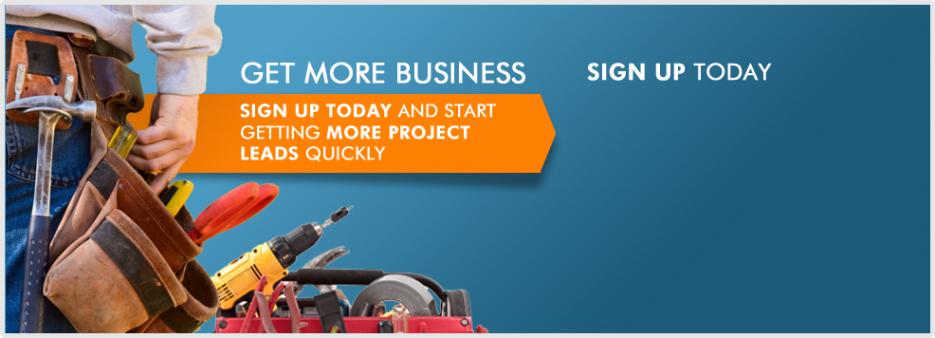 GET MORE BUSINESS
SIGN UP TODAY AND START
GETTING MORE PROJECT
LEADS QUICKLY
SIGN UP TODAY